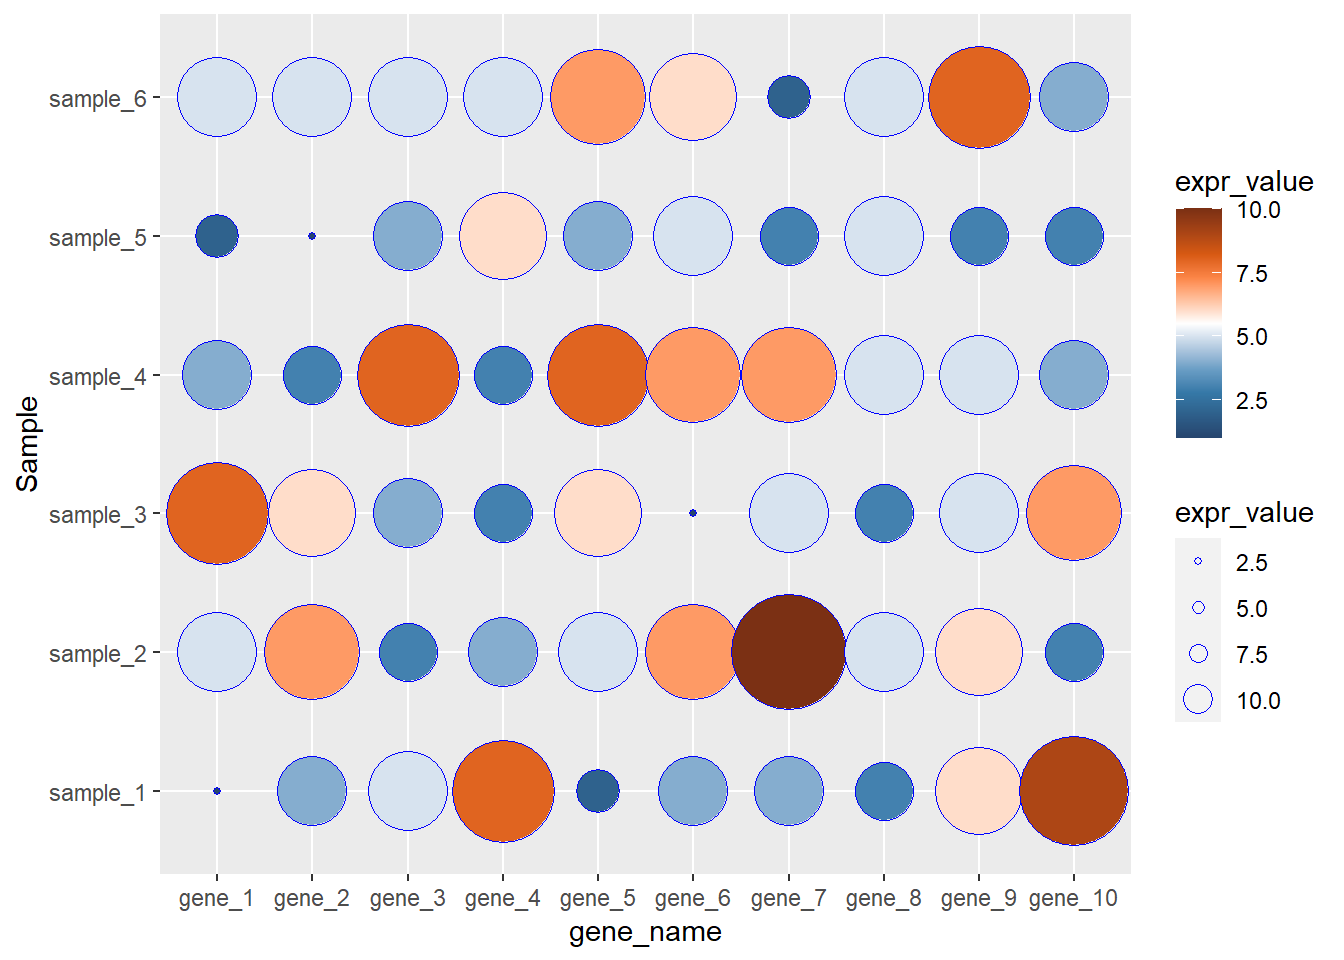 sample_6
sample_5
sample_4
sample_3
sample_2
sample_1
Sample
gene_1 gene_2 gene_3 gene_4 gene_5 gene_6 gene_7 gene_8 gene_9 gene_10
gene_name
expr_value
10.0
7.5
5.0
2.5
expr_value
2.5
5.0
7.5
10.0